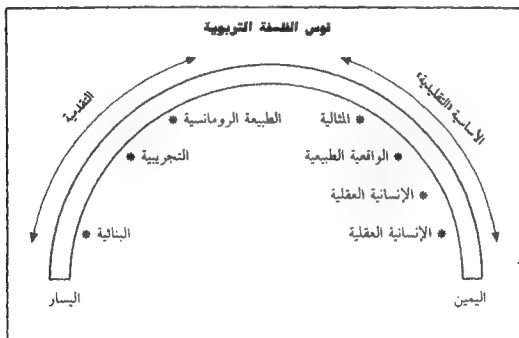 قوس الفلسفة التربوية
الأساسية «التقليدية»
التقدمية
المثالية
الطبيعة الرومانسية
الواقعية الطبيعية
التجريبية
الإنسانية العقلية
الإنسانية العقلية
البنائية
اليمين
اليسار